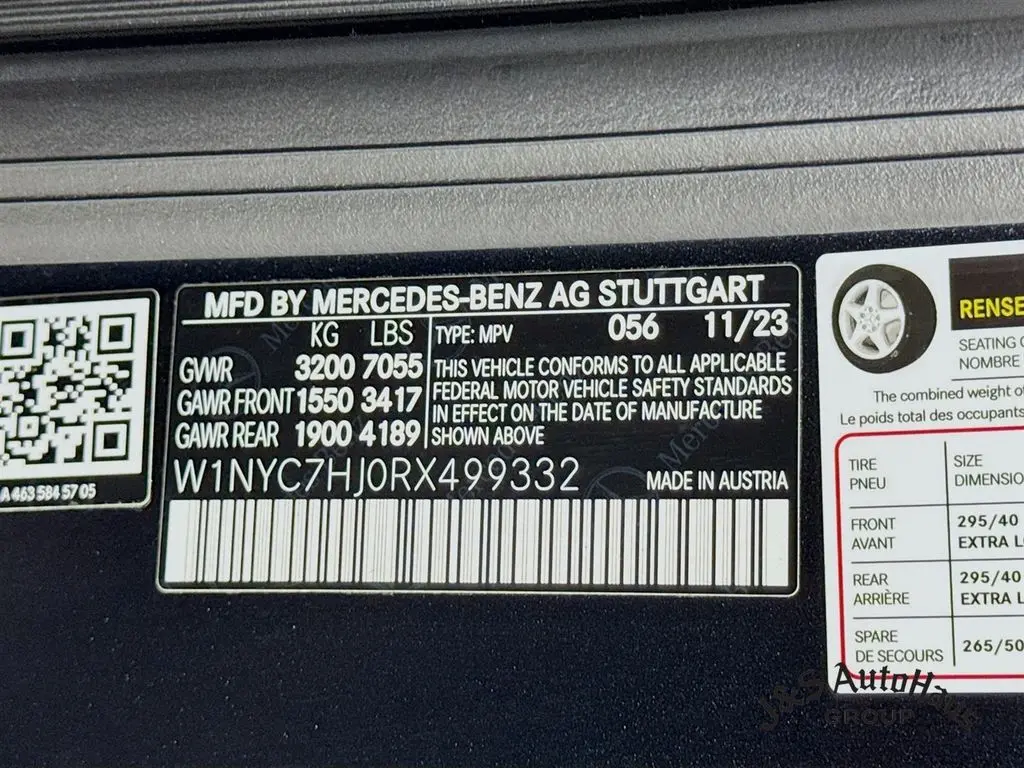 MFD BY MERCEDES-BENZ AG STUTTGART
KG LBS
GWWR 3200 7055
GAWR FRONT 1550 3417
GAWR REAR 1900 4189
TYPE: MPV 056 11/23
THIS VEHICLE CONFORMS TO ALL APPLICABLE
FEDERAL MOTOR VEHICLE SAFETY STANDARDS
IN EFFECT ON THE DATE OF MANUFACTURE
SHOWN ABOVE
W1NYC7HJ0RX499332 MADE IN AUSTRIA
A 463 584 57 05
RENSE
SEATING
NOMBRE
The combined weight of
Le poids total des occupants
TIRE SIZE
PNEU DIMENSIO
FRONT 295/40
AVANT EXTRA L
REAR 295/40
ARRIÈRE EXTRA L
SPARE 265/50
DE SECOURS
J&S AutoHaus
GROUP